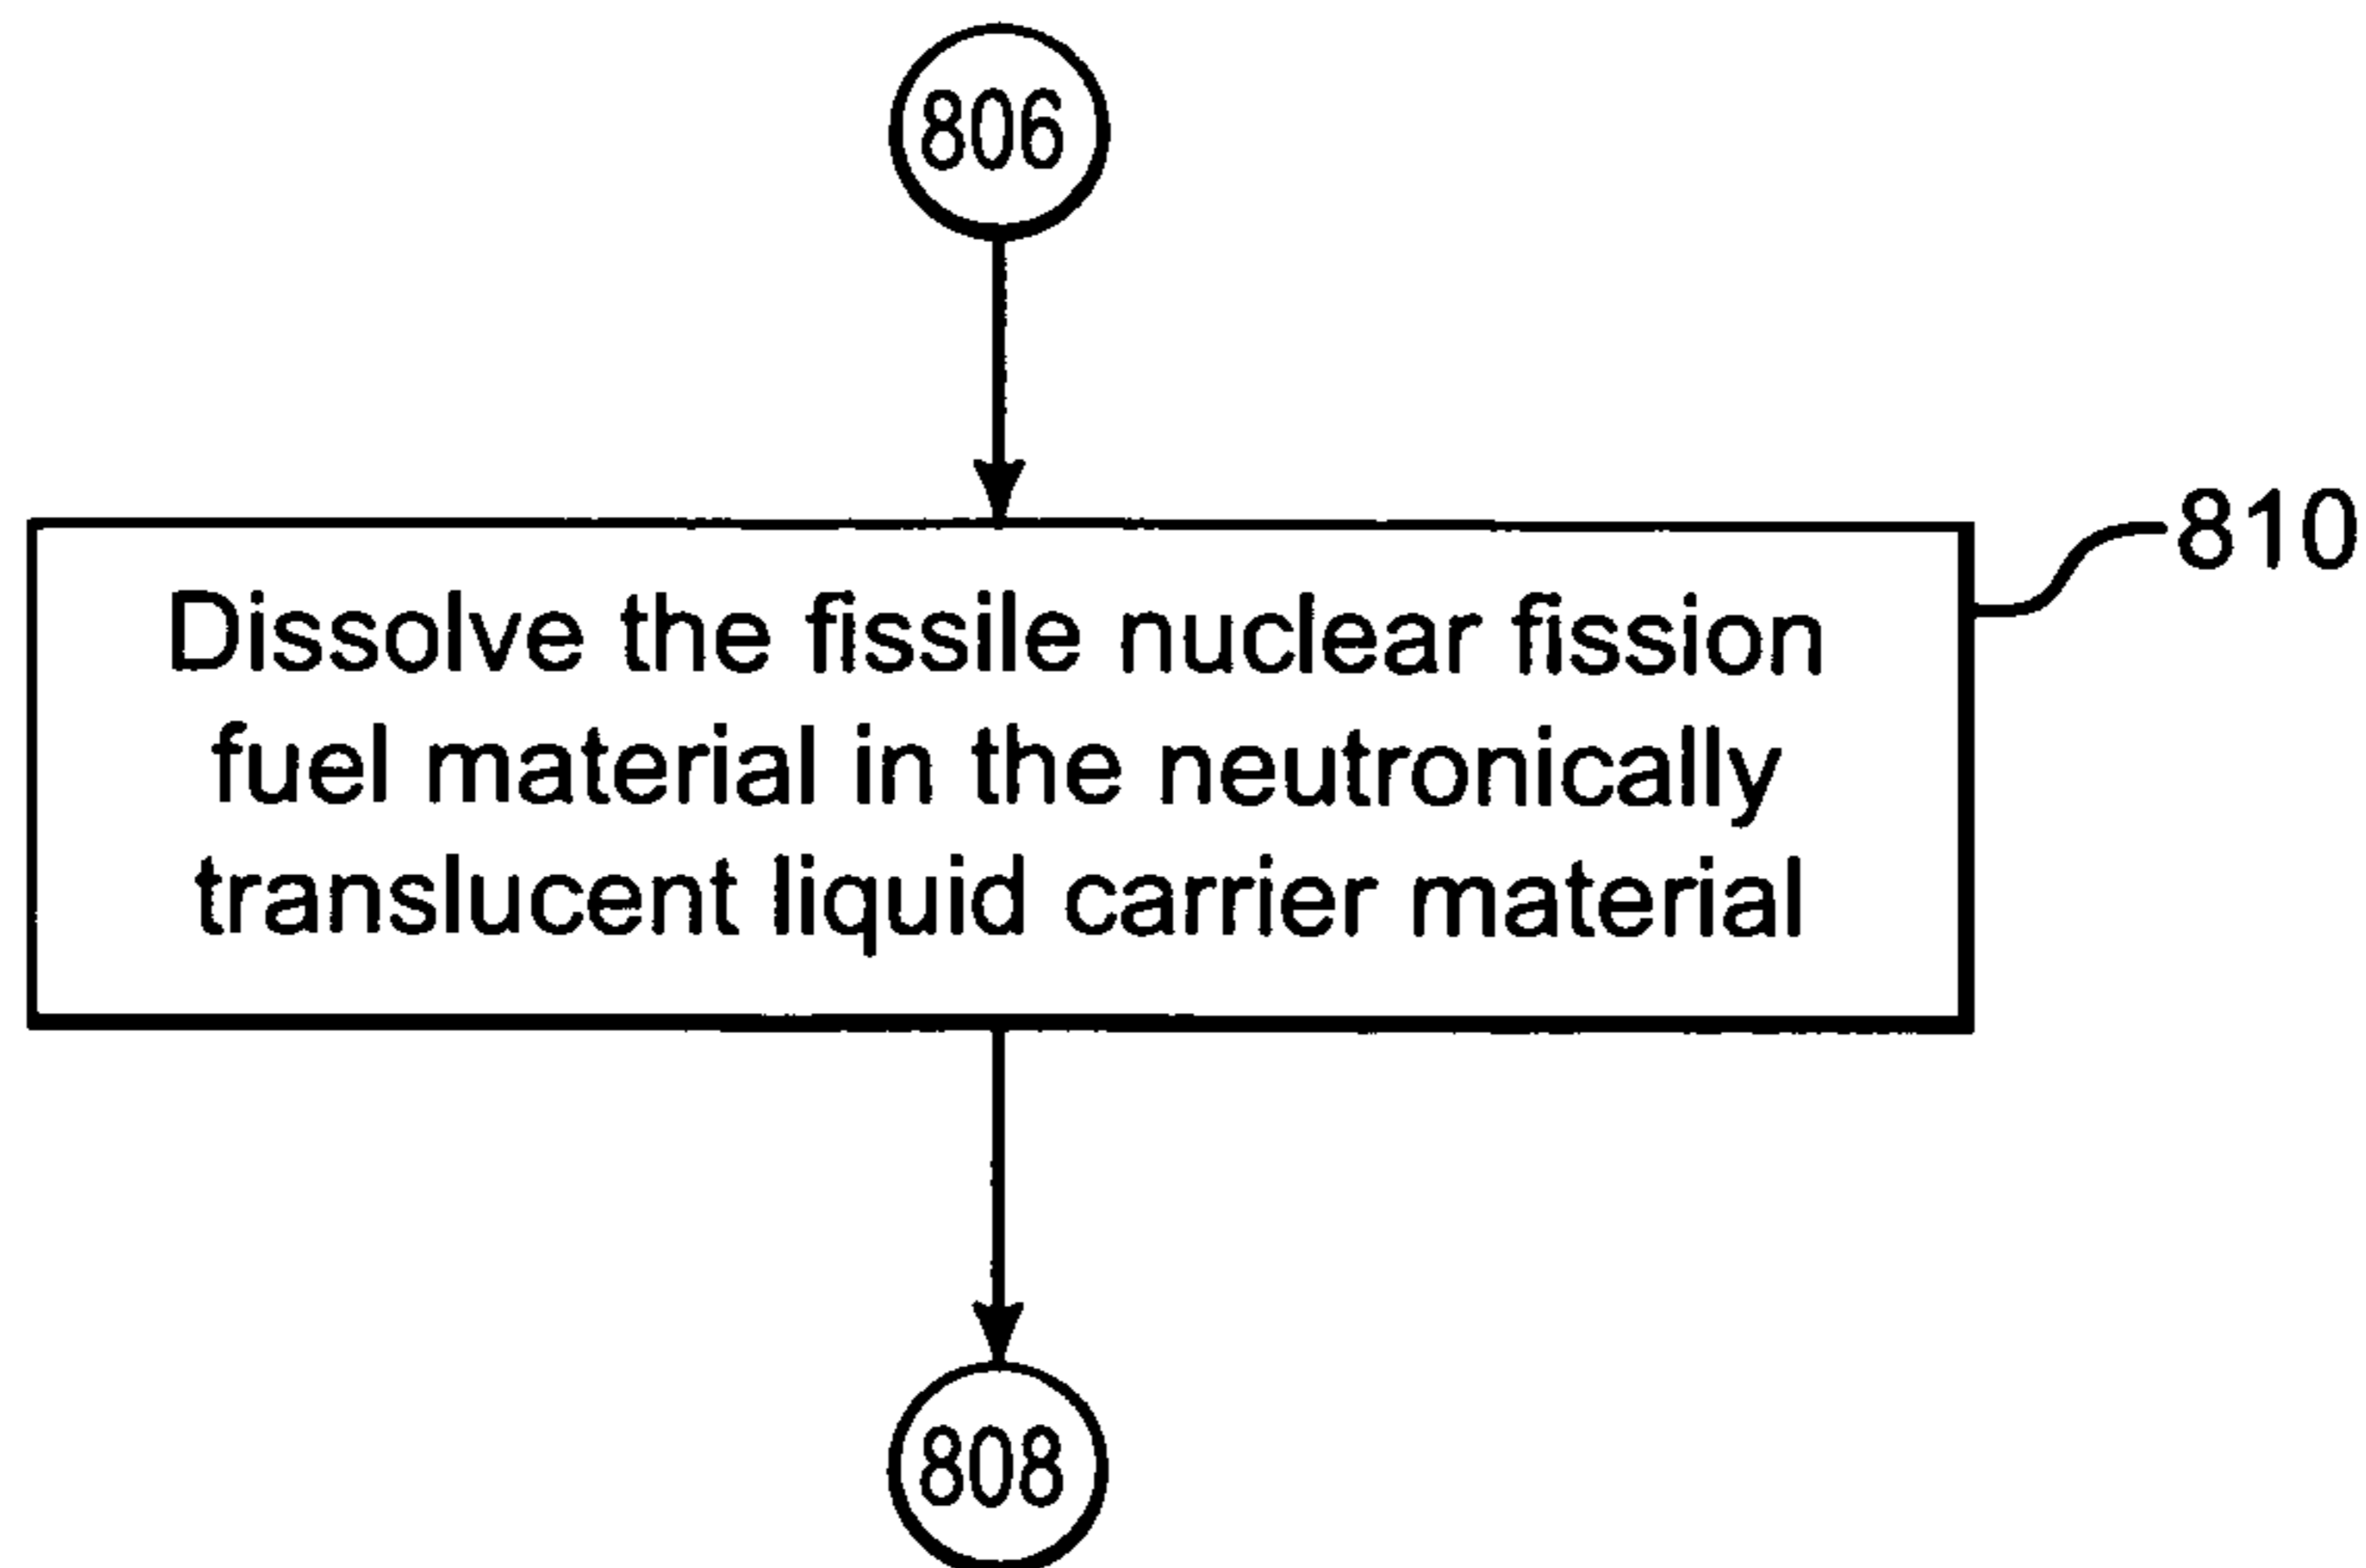 806
810
Dissolve the fissile nuclear fission
fuel material in the neutronically
translucent liquid carrier material
808